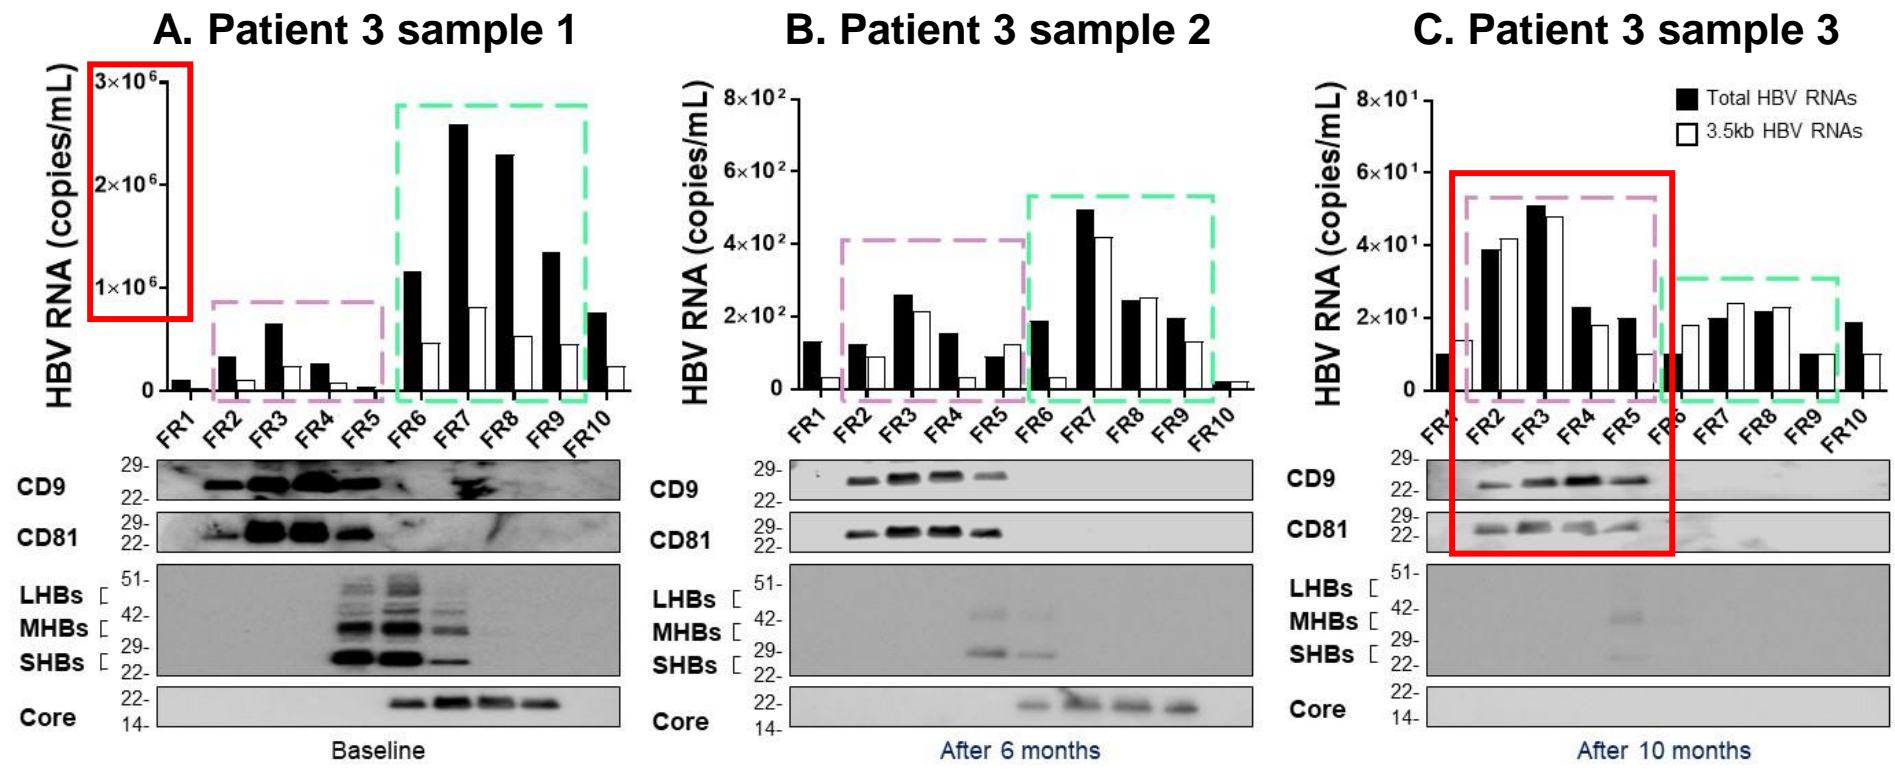 A. Patient 3 sample 1
HBV RNA (copies/mL)
3×10⁶
2×10⁶
1×10⁶
0
FR1 FR2 FR3 FR4 FR5 FR6 FR7 FR8 FR9 FR10
CD9
29-
22-
CD81
29-
22-
LHBs
MHBs
SHBs
51-
42-
29-
22-
Core
22-
14-
Baseline
B. Patient 3 sample 2
HBV RNA (copies/mL)
8×10²
6×10²
4×10²
2×10²
0
FR1 FR2 FR3 FR4 FR5 FR6 FR7 FR8 FR9 FR10
CD9
29-
22-
CD81
29-
22-
LHBs
MHBs
SHBs
51-
42-
29-
22-
Core
22-
14-
After 6 months
C. Patient 3 sample 3
Total HBV RNAs
3.5kb HBV RNAs
HBV RNA (copies/mL)
8×10¹
6×10¹
4×10¹
2×10¹
0
FR1 FR2 FR3 FR4 FR5 FR6 FR7 FR8 FR9 FR10
CD9
29-
22-
CD81
29-
22-
LHBs
MHBs
SHBs
51-
42-
29-
22-
Core
22-
14-
After 10 months